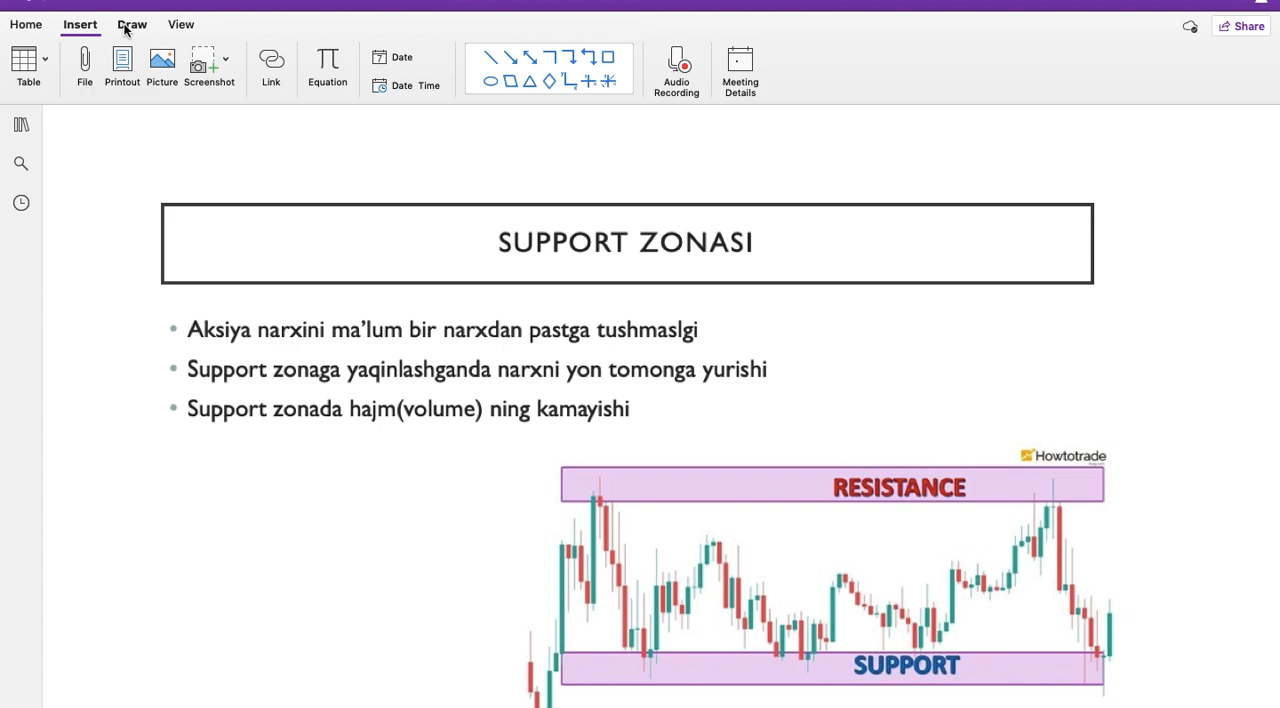 Home Insert Draw View
Share
Table File Printout Picture Screenshot Link Equation
Date
Date Time
Audio Recording
Meeting Details
SUPPORT ZONASI
• Aksiya narxini ma’lum bir narxdan pastga tushmaslgi
• Support zonaga yaqinlashganda narxni yon tomonga yurishi
• Support zonada hajm(volume) ning kamayishi
Howtotrade
RESISTANCE
SUPPORT